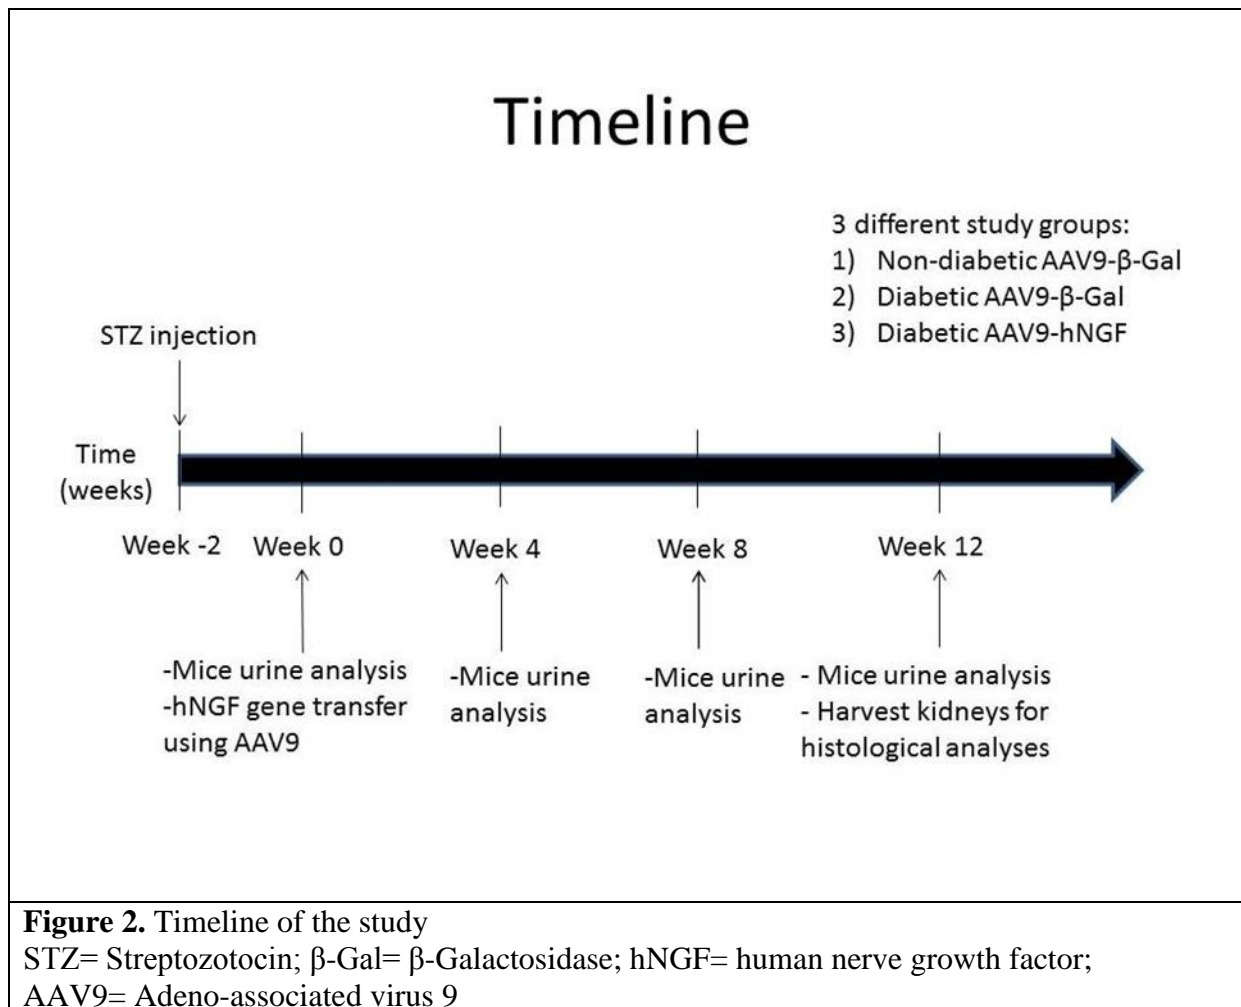 Timeline
3 different study groups:
1) Non-diabetic AAV9-β-Gal
2) Diabetic AAV9-β-Gal
3) Diabetic AAV9-hNGF
STZ injection
Time
(weeks)
Week -2
Week 0
Week 4
Week 8
Week 12
-Mice urine analysis
-hNGF gene transfer
using AAV9
-Mice urine
analysis
-Mice urine
analysis
- Mice urine analysis
- Harvest kidneys for
histological analyses
Figure 2. Timeline of the study
STZ= Streptozotocin; β-Gal= β-Galactosidase; hNGF= human nerve growth factor;
AAV9= Adeno-associated virus 9